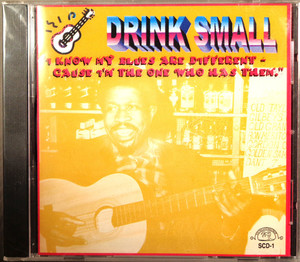 DRINK SMALL
"I KNOW MY BLUES ARE DIFFERENT -
'CAUSE I'M THE ONE WHO HAS THEM."
SCD-1